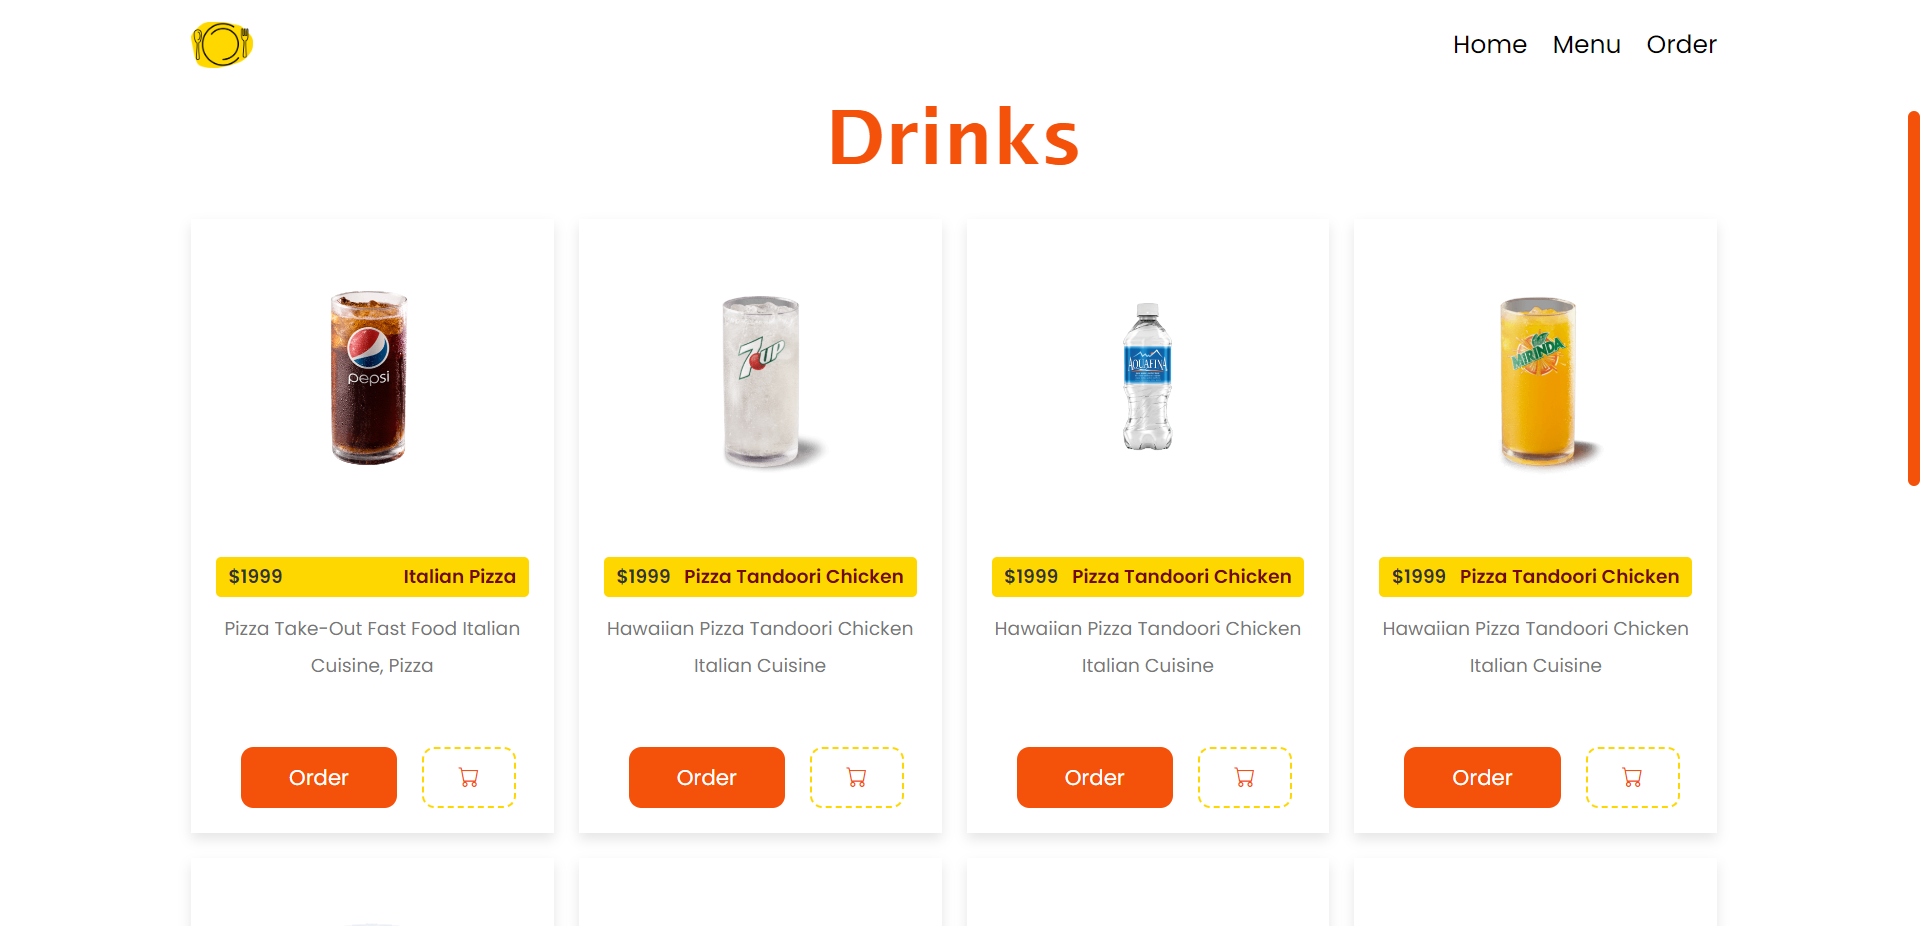 Home Menu Order
Drinks
pepsi
7UP
AQUAFINA
MIRINDA
$1999 Italian Pizza
$1999 Pizza Tandoori Chicken
$1999 Pizza Tandoori Chicken
$1999 Pizza Tandoori Chicken
Pizza Take-Out Fast Food Italian
Cuisine, Pizza
Hawaiian Pizza Tandoori Chicken
Italian Cuisine
Hawaiian Pizza Tandoori Chicken
Italian Cuisine
Hawaiian Pizza Tandoori Chicken
Italian Cuisine
Order
Order
Order
Order